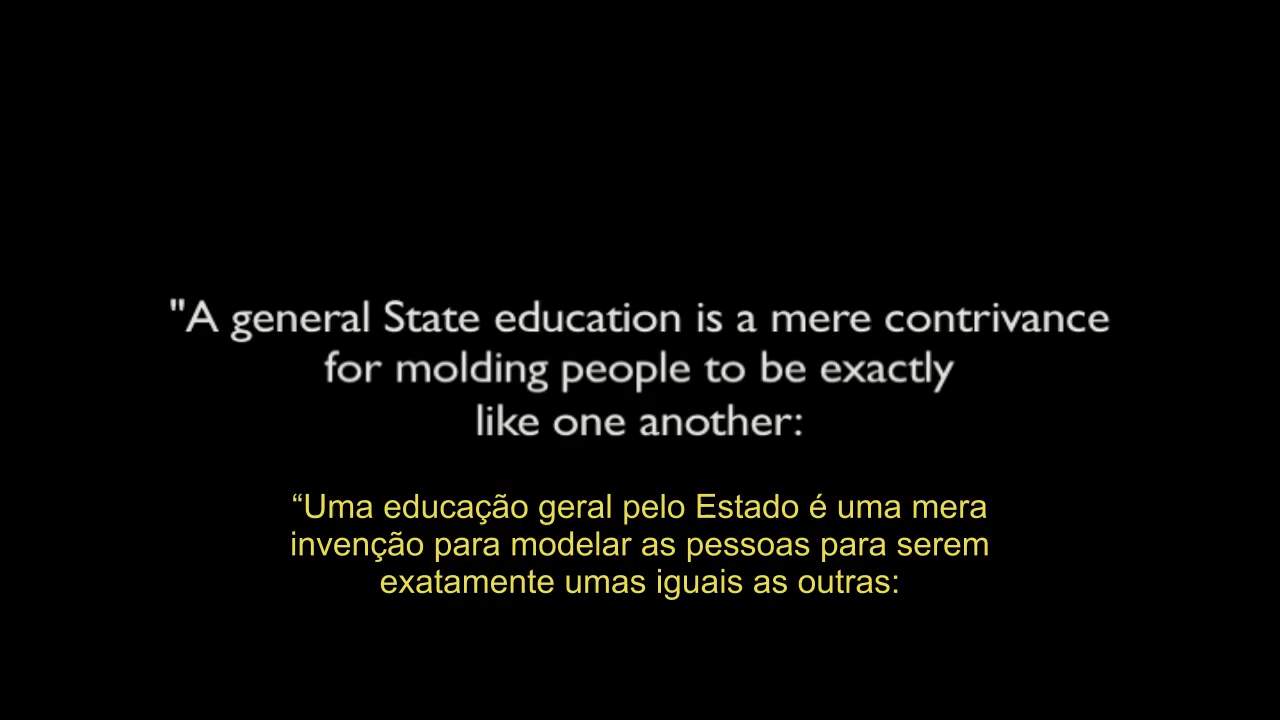 "A general State education is a mere contrivance
for molding people to be exactly
like one another:
“Uma educação geral pelo Estado é uma mera
invenção para modelar as pessoas para serem
exatamente umas iguais as outras: